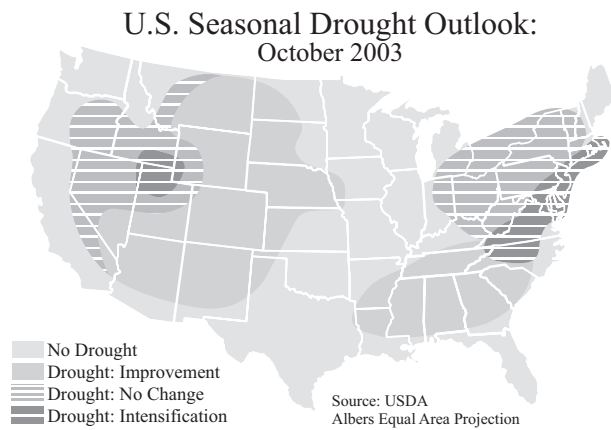 U.S. Seasonal Drought Outlook:
October 2003
No Drought
Drought: Improvement
Drought: No Change
Drought: Intensification
Source: USDA
Albers Equal Area Projection